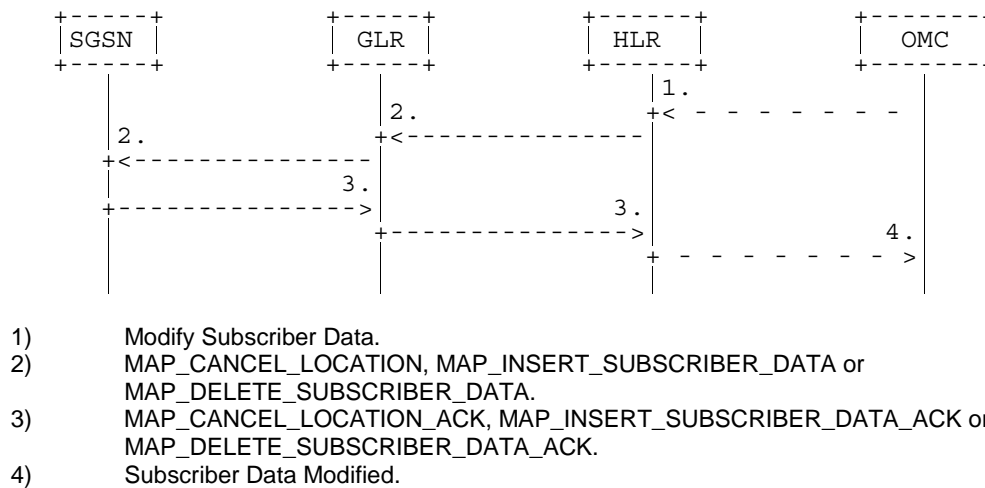 +-----+ +-----+ +------+ +-------
|SGSN | | GLR | | HLR | | OMC
+-----+ +-----+ +------+ +-------
1.
2. +< - - - - - - -
2. +<--------------
+<---------------
3.
+--------------->| 3.
+--------------> 4.
+ - - - - - - - >
1) Modify Subscriber Data.
2) MAP_CANCEL_LOCATION, MAP_INSERT_SUBSCRIBER_DATA or
MAP_DELETE_SUBSCRIBER_DATA.
3) MAP_CANCEL_LOCATION_ACK, MAP_INSERT_SUBSCRIBER_DATA_ACK or
MAP_DELETE_SUBSCRIBER_DATA_ACK.
4) Subscriber Data Modified.